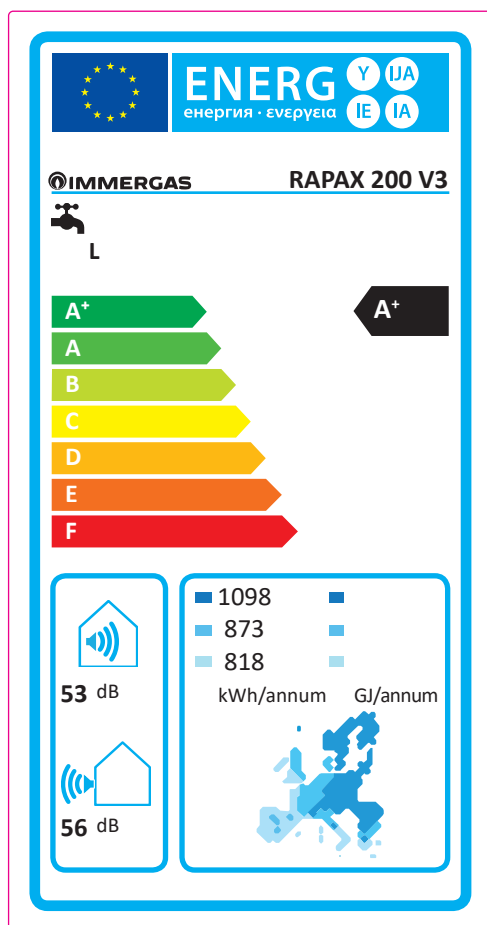 ENERG Y IJA
енергия · ενεργεια IE IA
IMMERGAS RAPAX 200 V3
L
A⁺ A⁺
A
B
C
D
E
F
1098
873
818
kWh/annum GJ/annum
53 dB
56 dB